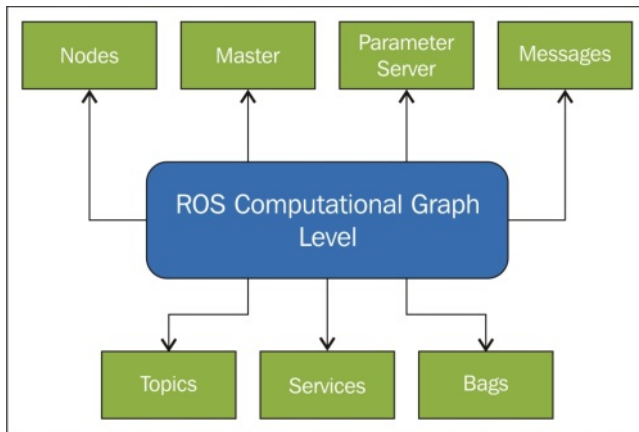 Nodes
Master
Parameter
Server
Messages
ROS Computational Graph
Level
Topics
Services
Bags